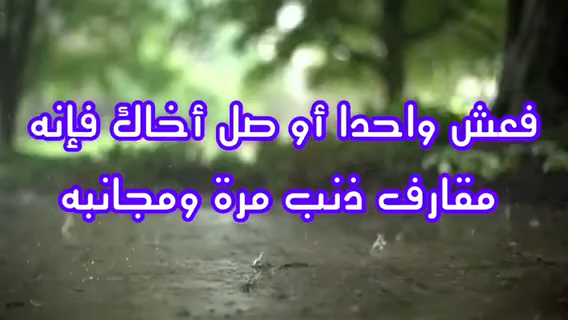 فعش واحدا أو صل أخاك فإنه
مقارف ذنب مرة ومجانبه